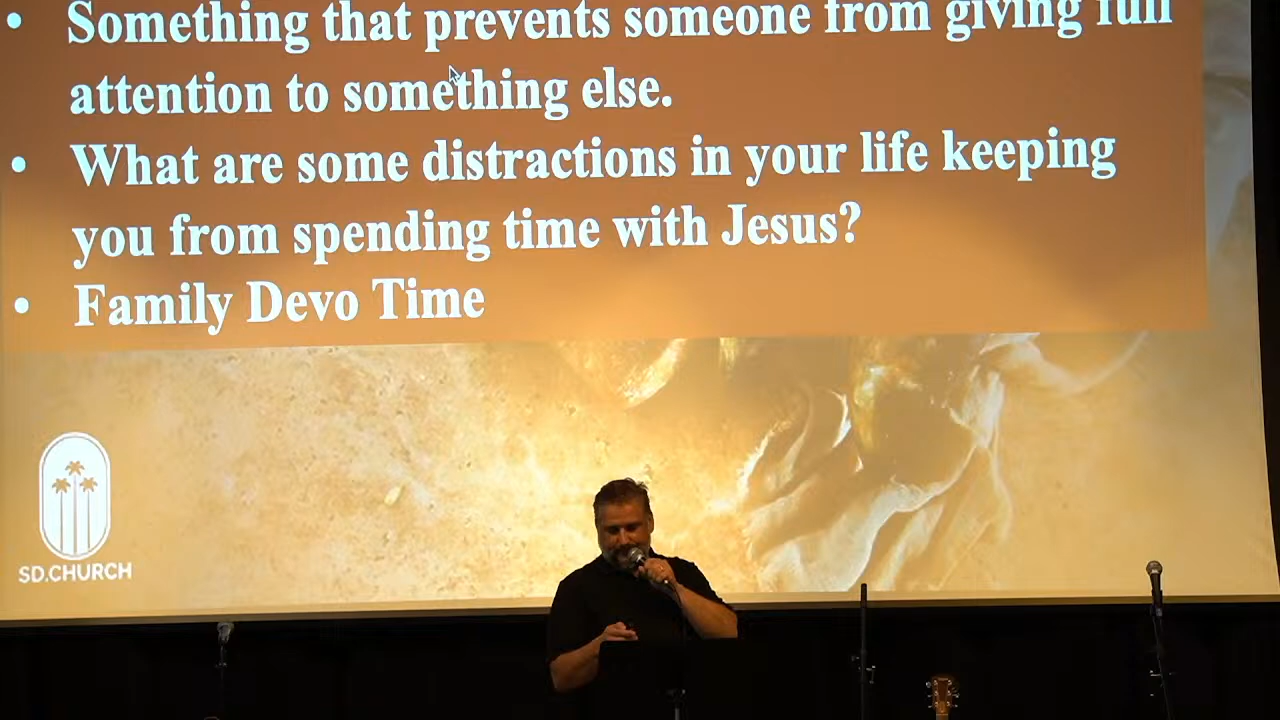 • Something that prevents someone from giving full
attention to something else.
• What are some distractions in your life keeping
you from spending time with Jesus?
• Family Devo Time
SD.CHURCH